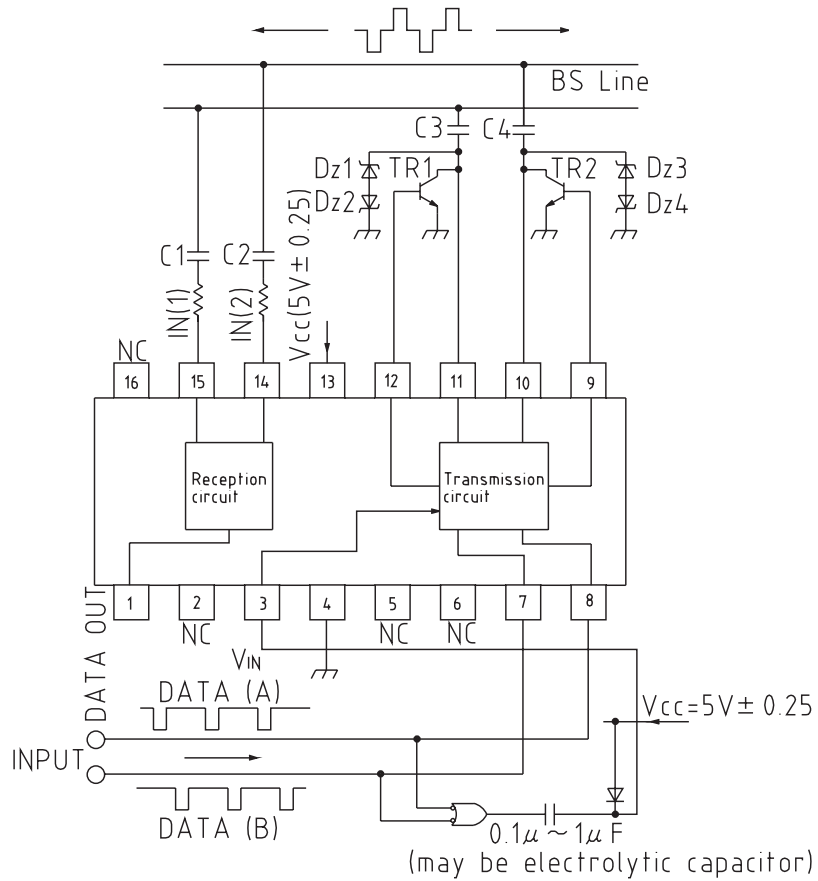 BS Line
C3
C4
Dz1
TR1
TR2
Dz3
Dz2
Dz4
C1
C2
IN(1)
IN(2)
Vcc(5V± 0.25)
NC
16
15
14
13
12
11
10
9
Reception
circuit
Transmission
circuit
1
2
3
4
5
6
7
8
NC
NC
NC
VIN
DATA OUT
DATA (A)
Vcc=5V± 0.25
INPUT
DATA (B)
0.1μ～1μF
(may be electrolytic capacitor)